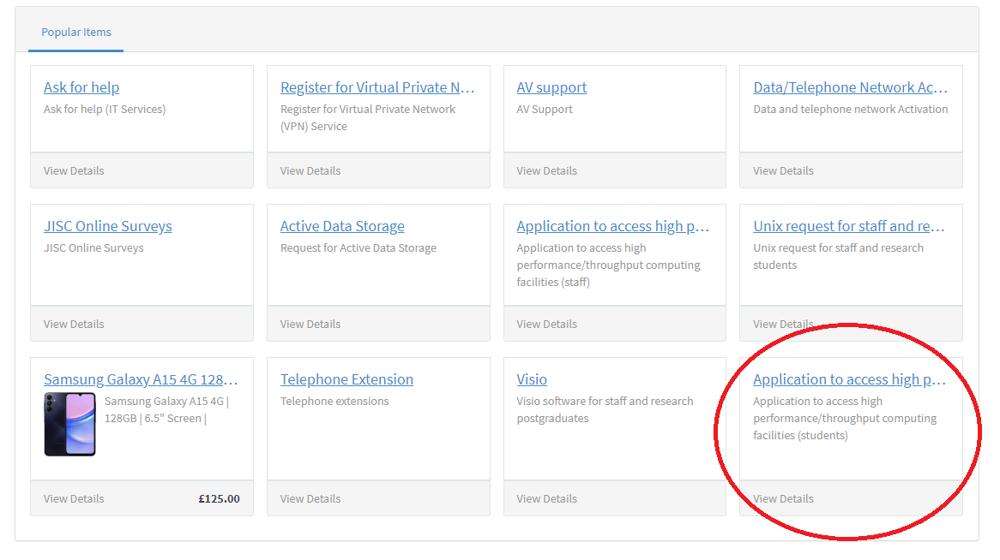 Popular Items
Ask for help
Ask for help (IT Services)
View Details
Register for Virtual Private N...
Register for Virtual Private Network
(VPN) Service
View Details
AV support
AV Support
View Details
Data/Telephone Network Ac...
Data and telephone network Activation
View Details
JISC Online Surveys
JISC Online Surveys
View Details
Active Data Storage
Request for Active Data Storage
View Details
Application to access high p...
Application to access high
performance/throughput computing
facilities (staff)
View Details
Unix request for staff and re...
Unix request for staff and research
students
View Details
Samsung Galaxy A15 4G 128...
Samsung Galaxy A15 4G |
128GB | 6.5" Screen |
View Details £125.00
Telephone Extension
Telephone extensions
View Details
Visio
Visio software for staff and research
postgraduates
View Details
Application to access high p...
Application to access high
performance/throughput computing
facilities (students)
View Details